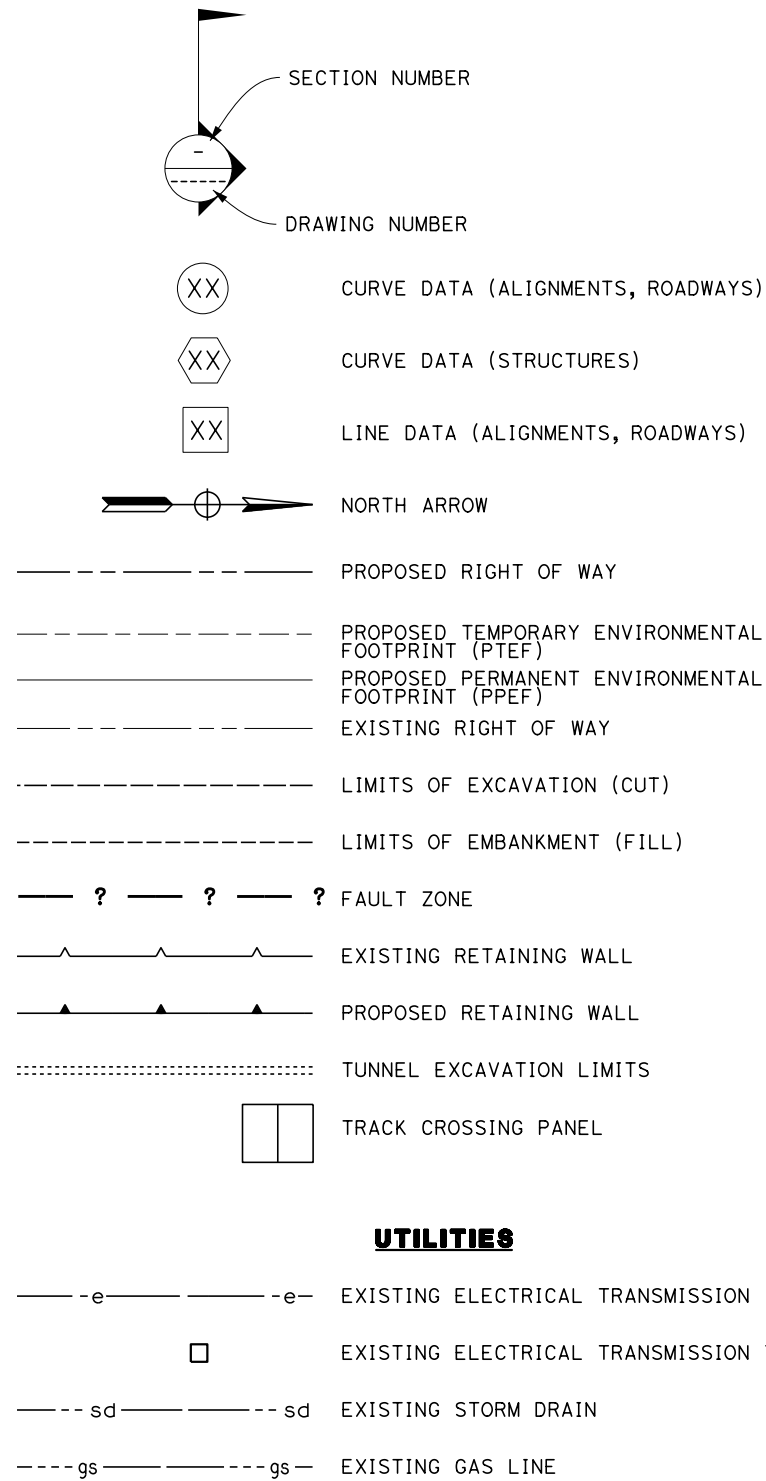 SECTION NUMBER
-
DRAWING NUMBER
XX CURVE DATA (ALIGNMENTS, ROADWAYS)
XX CURVE DATA (STRUCTURES)
XX LINE DATA (ALIGNMENTS, ROADWAYS)
NORTH ARROW
PROPOSED RIGHT OF WAY
PROPOSED TEMPORARY ENVIRONMENTAL
FOOTPRINT (PTEF)
PROPOSED PERMANENT ENVIRONMENTAL
FOOTPRINT (PPEF)
EXISTING RIGHT OF WAY
LIMITS OF EXCAVATION (CUT)
LIMITS OF EMBANKMENT (FILL)
? ? ? FAULT ZONE
EXISTING RETAINING WALL
PROPOSED RETAINING WALL
TUNNEL EXCAVATION LIMITS
TRACK CROSSING PANEL
UTILITIES
e e EXISTING ELECTRICAL TRANSMISSION
EXISTING ELECTRICAL TRANSMISSION
sd sd EXISTING STORM DRAIN
gs gs EXISTING GAS LINE